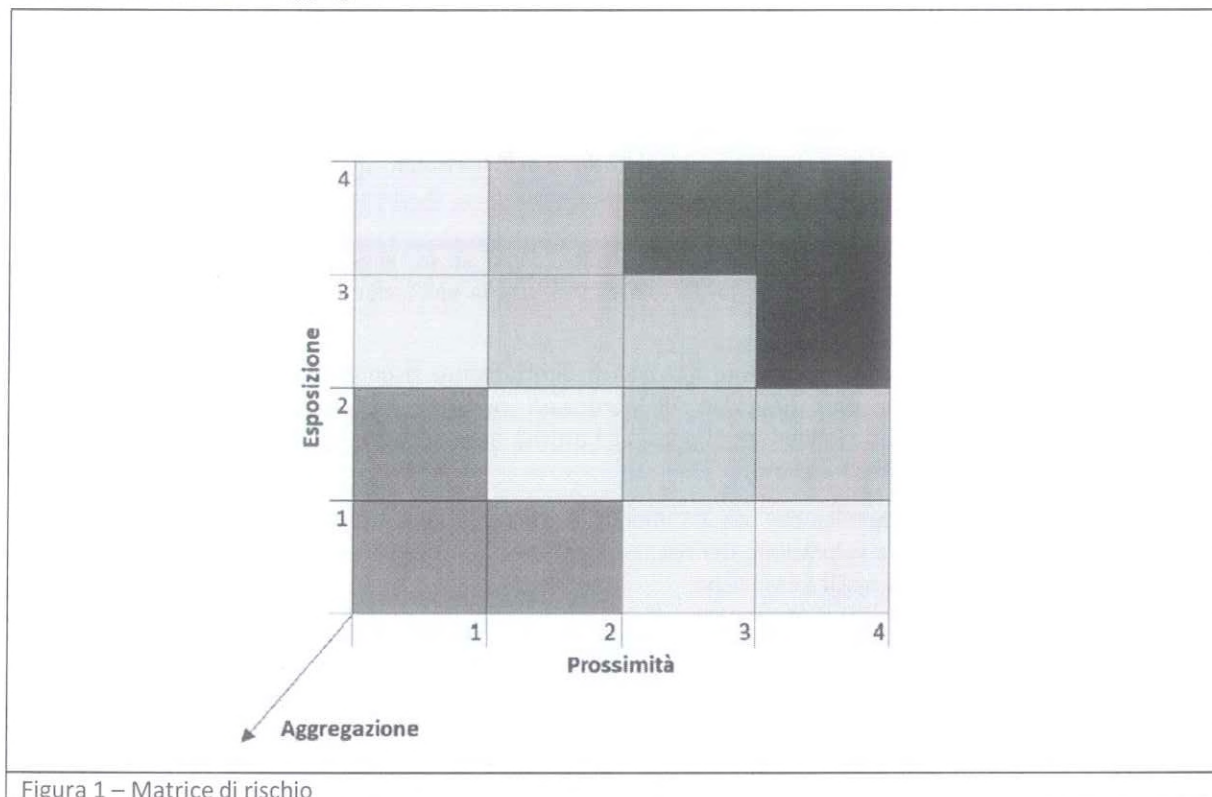 4
3
Esposizione
2
1
1 2 3 4
Prossimità
Aggregazione
Figura 1 – Matrice di rischio